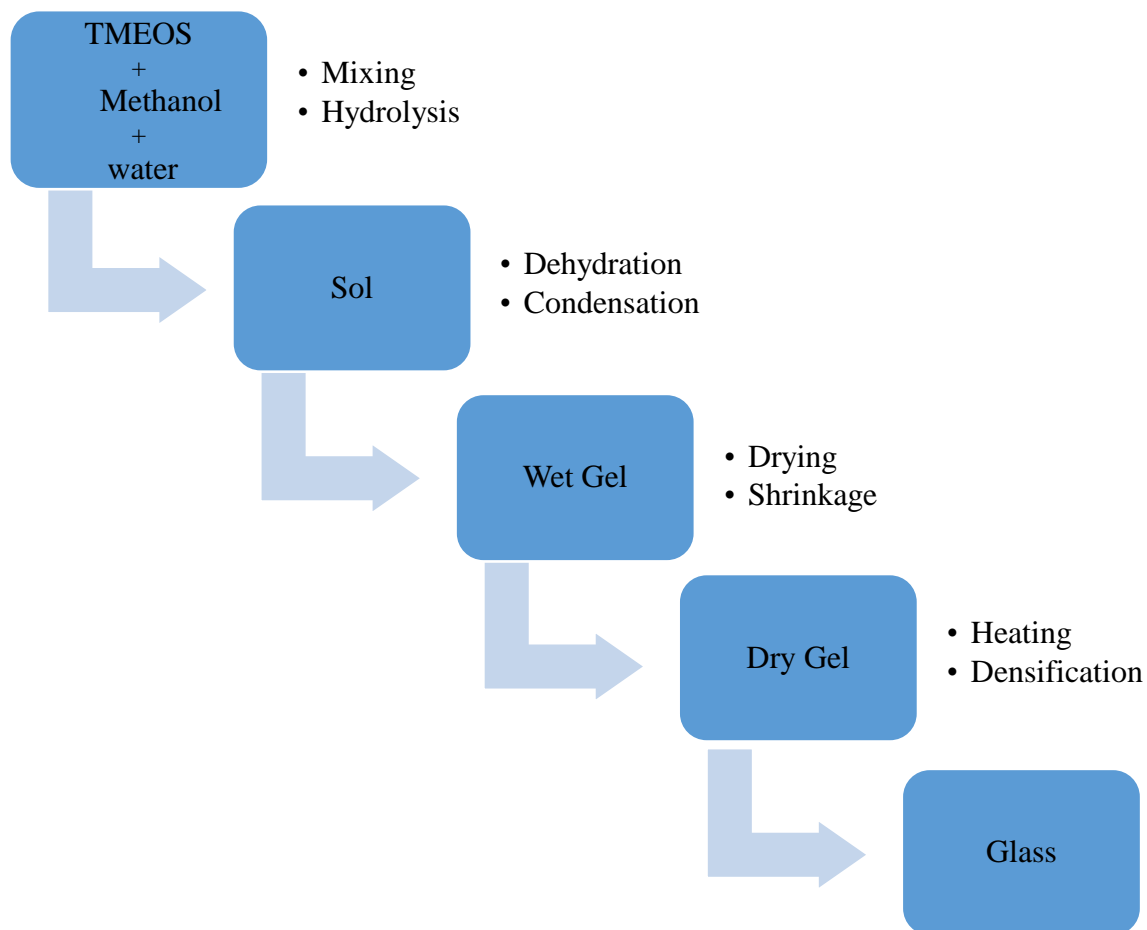 TMEOS
+
Methanol
+
water
• Mixing
• Hydrolysis
Sol
• Dehydration
• Condensation
Wet Gel
• Drying
• Shrinkage
Dry Gel
• Heating
• Densification
Glass